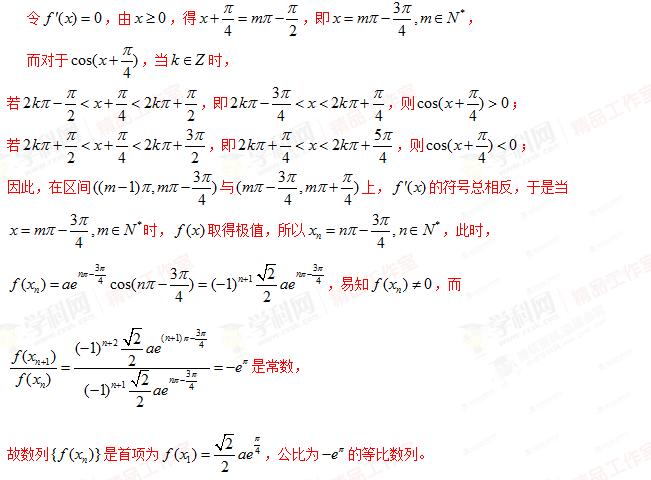 令 f′(x)=0，由 x≥0，得 x+π/4=mπ−π/2，即 x=mπ−3π/4,m∈N*，
而对于 cos(x+π/4)，当 k∈Z 时，
若 2kπ−π/2<x+π/4<2kπ+π/2，即 2kπ−3π/4<x<2kπ+π/4，则 cos(x+π/4)>0；
若 2kπ+π/2<x+π/4<2kπ+3π/2，即 2kπ+π/4<x<2kπ+5π/4，则 cos(x+π/4)<0；
因此，在区间 ((m−1)π,mπ−3π/4) 与 (mπ−3π/4,mπ+π/4) 上，f′(x) 的符号总相反，于是当
x=mπ−3π/4,m∈N* 时，f(x) 取得极值，所以 xₙ=nπ−3π/4,n∈N*，此时，
f(xₙ)=ae^(nπ−3π/4)cos(nπ−3π/4)=(−1)^(n+1) (√2/2) ae^(nπ−3π/4)，易知 f(xₙ)≠0，而
f(xₙ₊₁)/f(xₙ)=[(−1)^(n+2) (√2/2) ae^((n+1)π−3π/4)]/[(−1)^(n+1) (√2/2) ae^(nπ−3π/4)]=−e^π 是常数，
故数列{f(xₙ)}是首项为 f(x₁)=(√2/2) ae^(π/4)，公比为 −e^π 的等比数列。